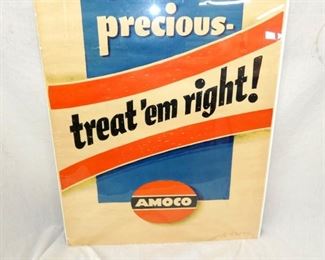 precious-
treat 'em right!
AMOCO